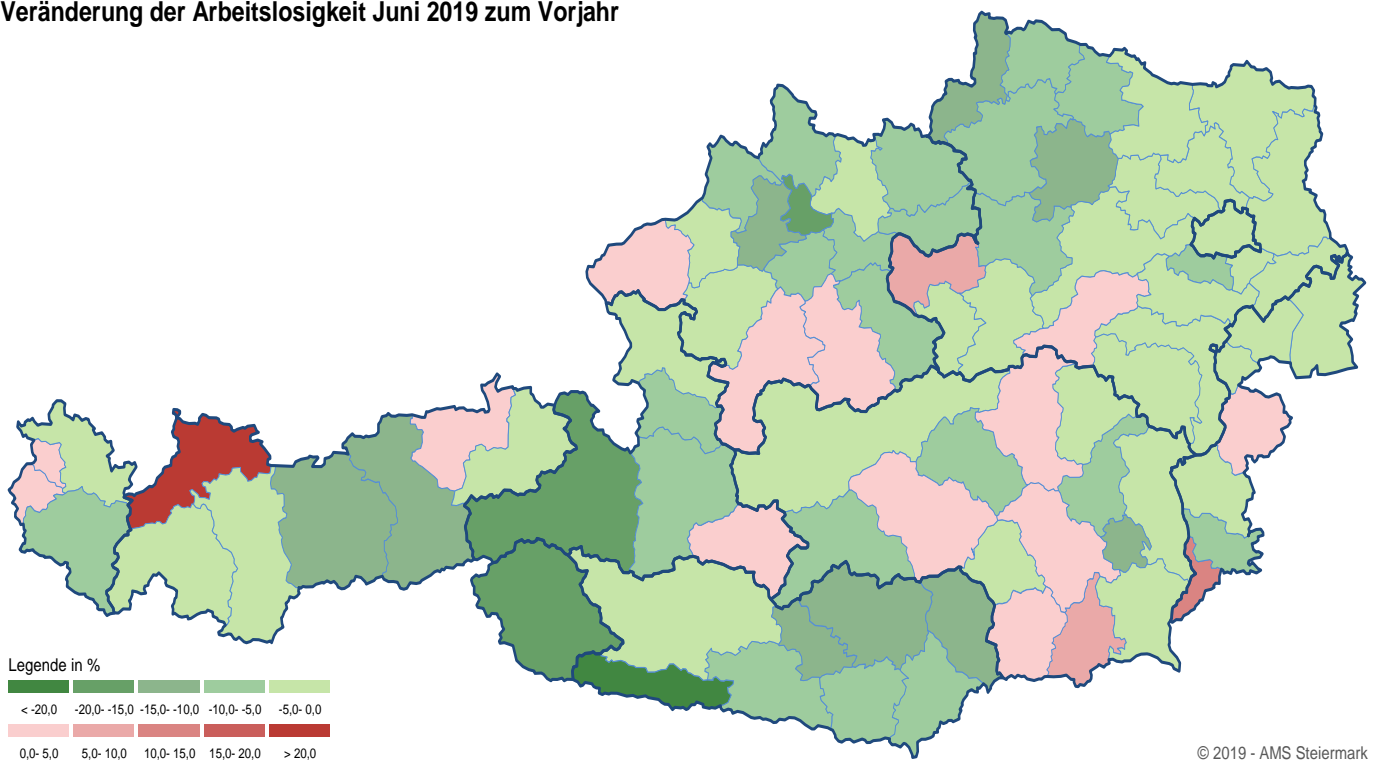 Veränderung der Arbeitslosigkeit Juni 2019 zum Vorjahr
Legende in %
< -20,0 -20,0- -15,0 -15,0- -10,0 -10,0- -5,0 -5,0- 0,0
0,0- 5,0 5,0- 10,0 10,0- 15,0 15,0- 20,0 > 20,0
© 2019 - AMS Steiermark